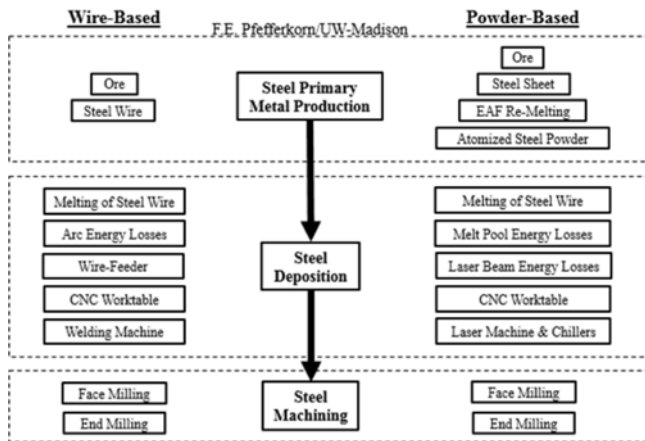 Wire-Based
F.E. Pfefferkorn/UW-Madison
Powder-Based
Ore
Steel Wire
Steel Primary
Metal Production
Ore
Steel Sheet
EAF Re-Melting
Atomized Steel Powder
Melting of Steel Wire
Arc Energy Losses
Wire-Feeder
CNC Worktable
Welding Machine
Steel
Deposition
Melting of Steel Wire
Melt Pool Energy Losses
Laser Beam Energy Losses
CNC Worktable
Laser Machine & Chillers
Face Milling
End Milling
Steel
Machining
Face Milling
End Milling